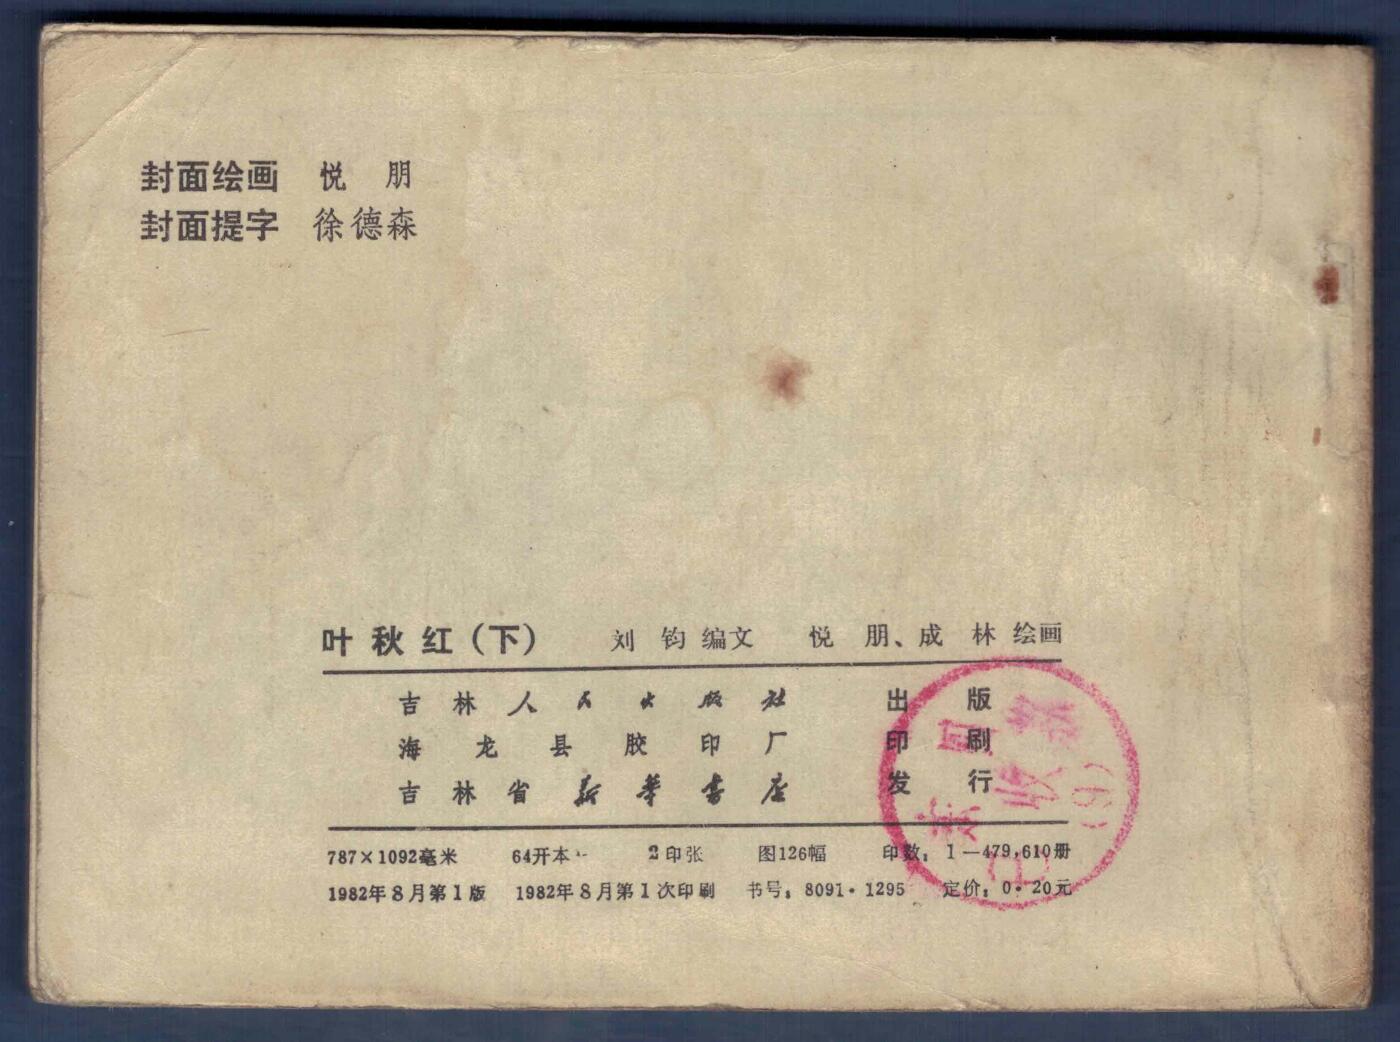 封面绘画 悦 朋
封面提字 徐德森
叶秋红(下) 刘 钧 编文 悦 朋、成 林 绘画
吉林人民出版社 出版
海龙县胶印厂 印刷
吉林省新华书店 发行
787×1092毫米 64开本 2印张 图126幅 印数:1—479,610册
1982年8月第1版 1982年8月第1次印刷 书号:8091·1295 定价:0·20元
(9)